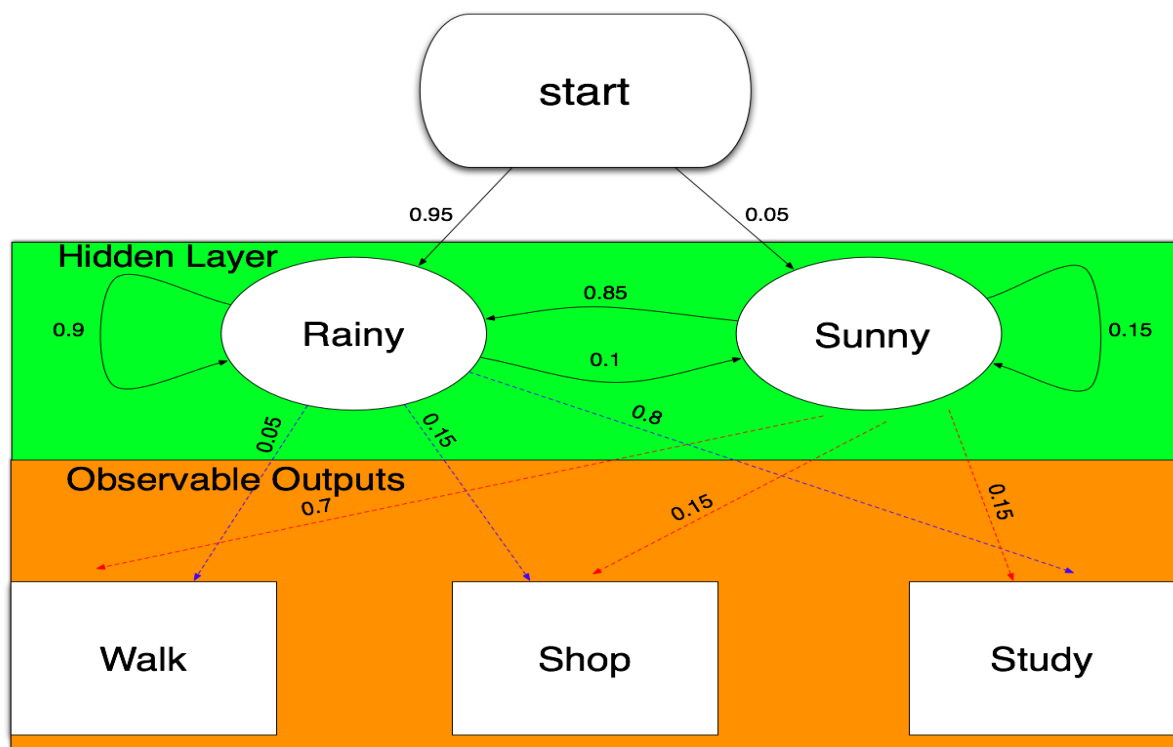 start
0.95
0.05
Hidden Layer
0.85
0.9
Rainy
Sunny
0.15
0.1
0.05
0.15
0.8
Observable Outputs
0.7
0.15
0.15
Walk
Shop
Study